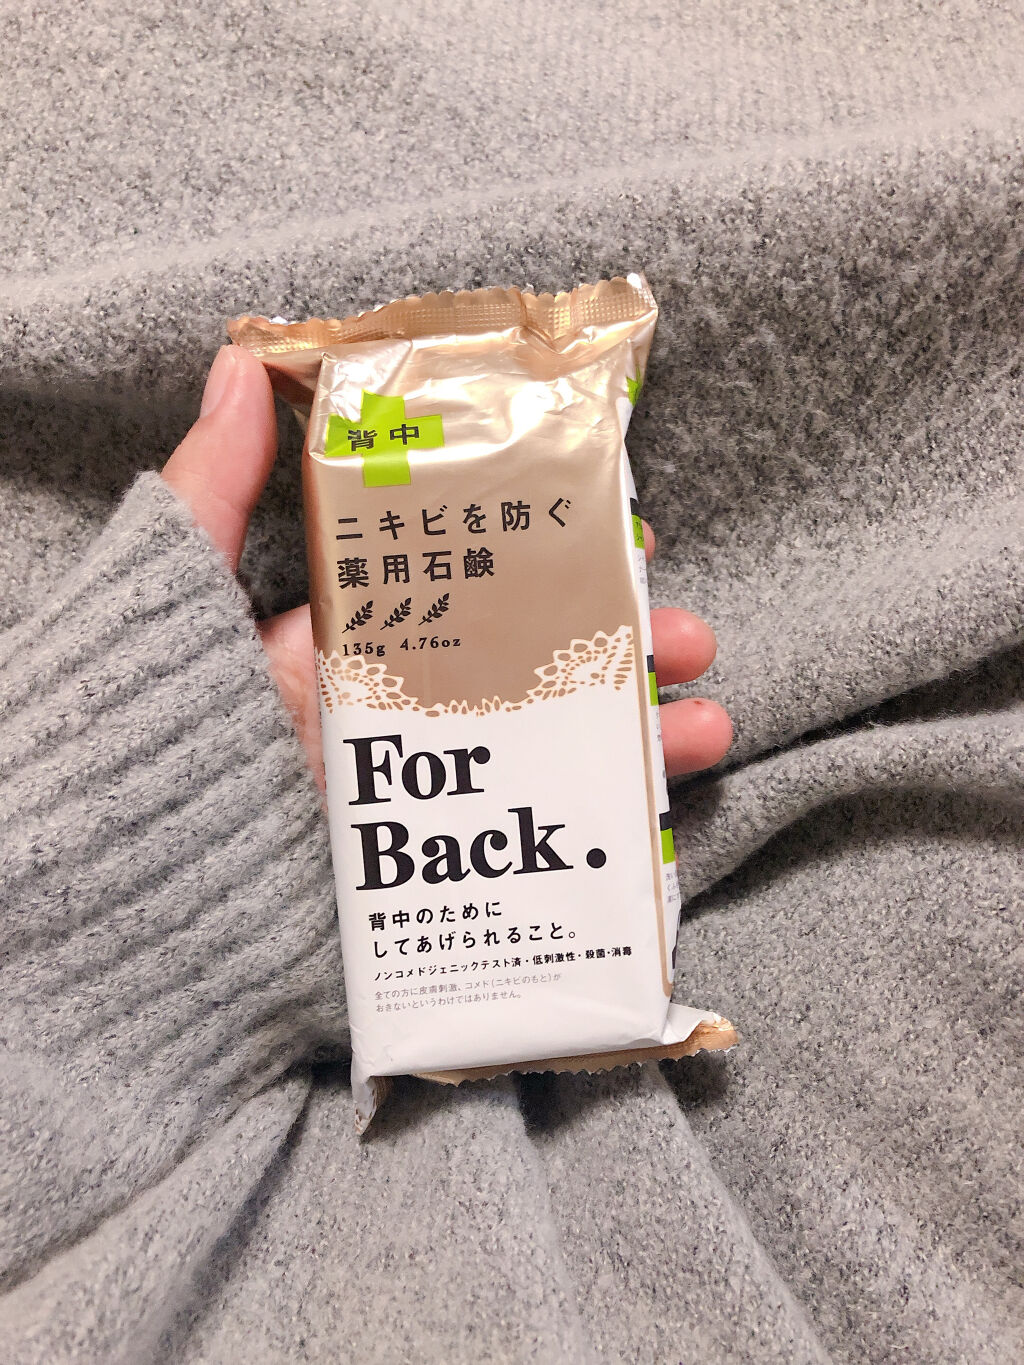 背中
ニキビを防ぐ
薬用石鹸
135g 4.76oz
For
Back.
背中のために
してあげられること。
ノンコメドジェニックテスト済・低刺激性・殺菌・消毒
全ての方に皮膚刺激、コメド(ニキビのもと)が
おきないというわけではありません。